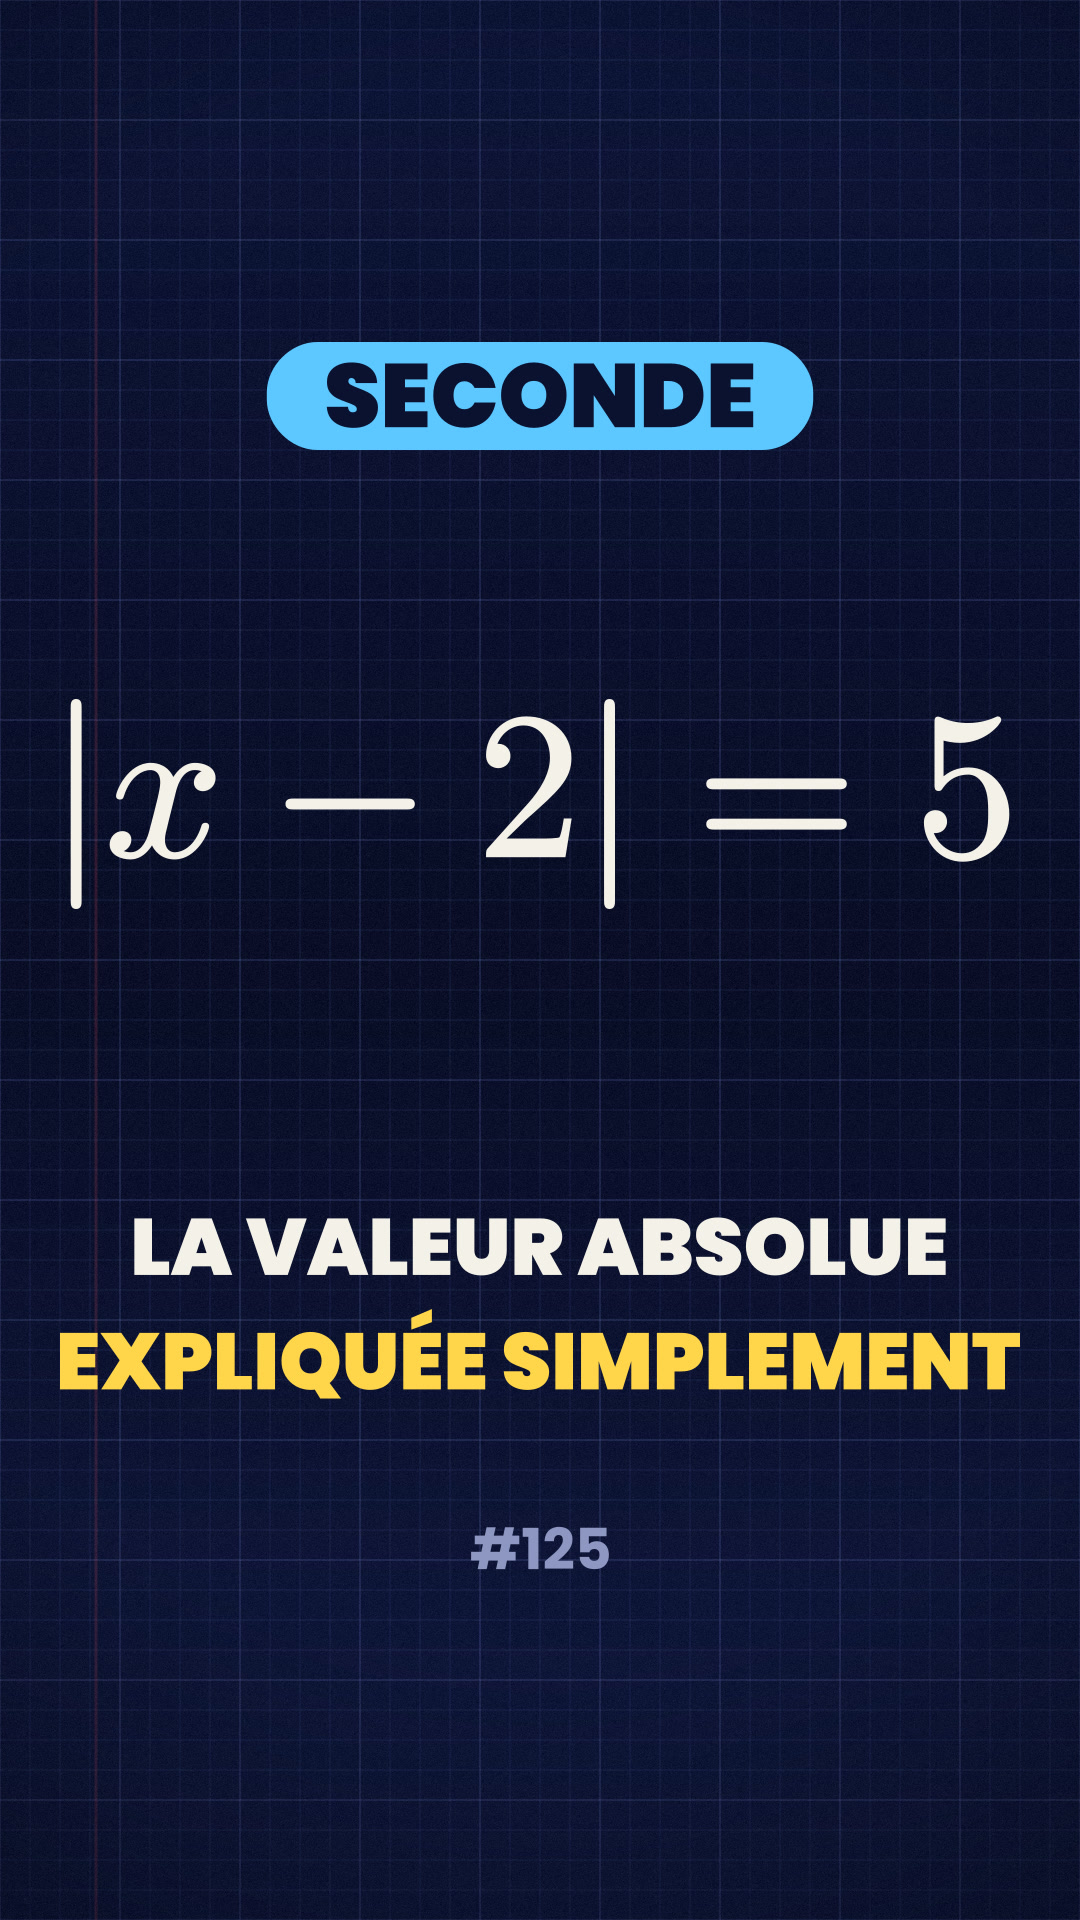 SECONDE
|x − 2| = 5
LA VALEUR ABSOLUE
EXPLIQUÉE SIMPLEMENT
#125